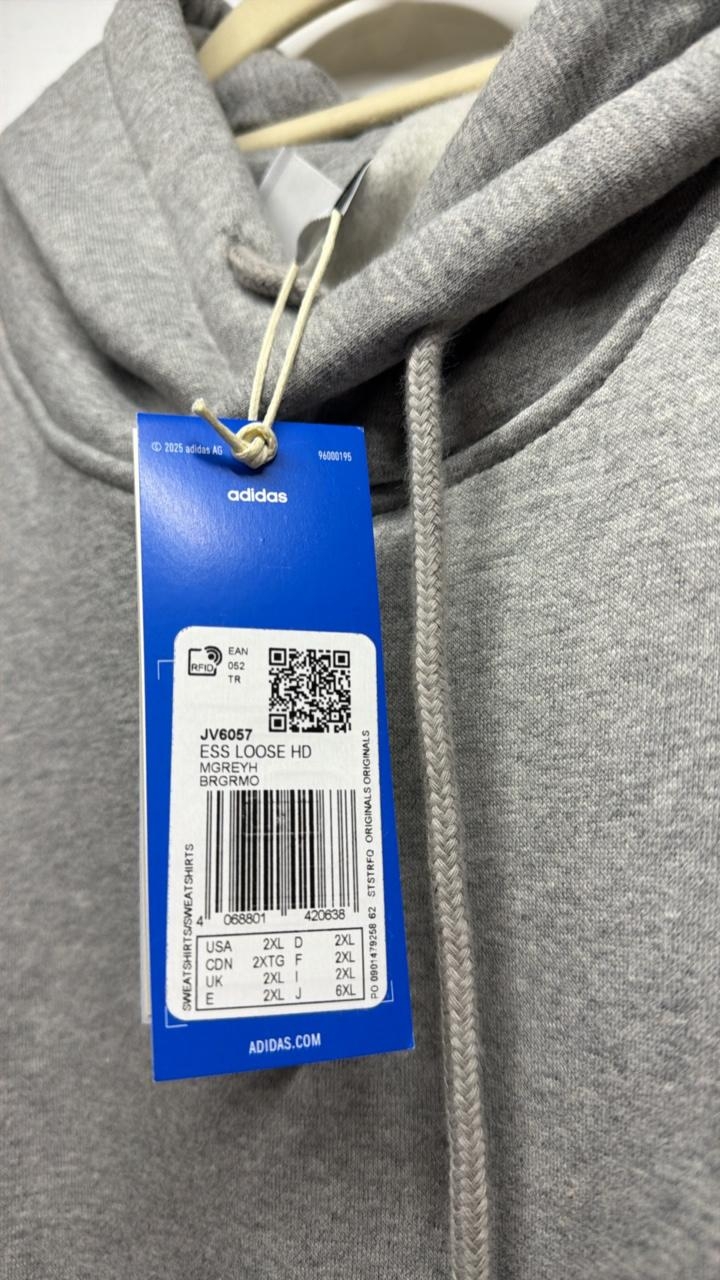 © 2025 adidas AG
96000195
adidas
RFID
EAN
052
TR
JV6057
ESS LOOSE HD
MGREYH
BRGRMO
4 068801 420638
SWEATSHIRTS/SWEATSHIRTS
PO 0901479258 62 STSTRFO ORIGINALS ORIGINALS
USA 2XL D 2XL
CDN 2XTG F 2XL
UK 2XL I 2XL
E 2XL J 6XL
ADIDAS.COM